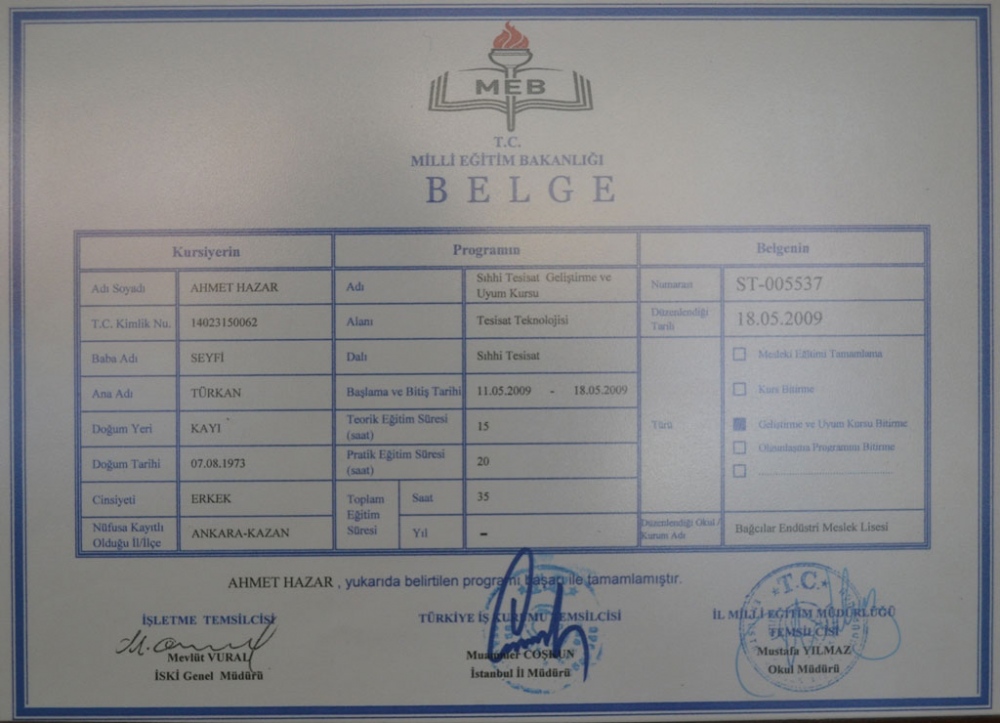 MEB
T.C.
MİLLİ EĞİTİM BAKANLIĞI
BELGE
Kursiyerin
Programın
Belgenin
Adı Soyadı
AHMET HAZAR
Adı
Sıhhi Tesisat Geliştirme ve
Uyum Kursu
Numarası
ST-005537
T.C. Kimlik Nu.
14023150062
Alanı
Tesisat Teknolojisi
Düzenlendiği
Tarih
18.05.2009
Baba Adı
SEYFİ
Dalı
Sıhhi Tesisat
Ana Adı
TÜRKAN
Başlama ve Bitiş Tarihi
11.05.2009 - 18.05.2009
Doğum Yeri
KAYI
Teorik Eğitim Süresi
(saat)
15
Doğum Tarihi
07.08.1973
Pratik Eğitim Süresi
(saat)
20
Cinsiyeti
ERKEK
Toplam
Eğitim
Süresi
Saat
35
Yıl
–
Nüfusa Kayıtlı
Olduğu İl/İlçe
ANKARA-KAZAN
Türü
Mesleki Eğitimi Tamamlama
Kurs Bitirme
Geliştirme ve Uyum Kursu Bitirme
Programını Bitirme
Düzenlendiği Okul /
Kurum Adı
Bağcılar Endüstri Meslek Lisesi
AHMET HAZAR , yukarıda belirtilen programı başarı ile tamamlamıştır.
İŞLETME TEMSİLCİSİ
Mevlüt VURAL
İSKİ Genel Müdürü
TÜRKİYE İŞ KURUMU TEMSİLCİSİ
Muammer COŞKUN
İstanbul İl Müdürü
T.C.
İL MİLLİ EĞİTİM MÜDÜRLÜĞÜ
TEMSİLCİSİ
Mustafa YILMAZ
Okul Müdürü